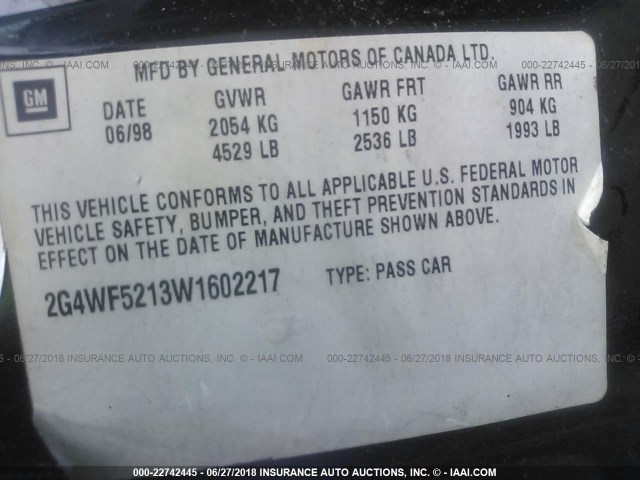 MFD BY GENERAL MOTORS OF CANADA LTD.
GM
DATE GVWR GAWR FRT GAWR RR
06/98 2054 KG 1150 KG 904 KG
4529 LB 2536 LB 1993 LB
THIS VEHICLE CONFORMS TO ALL APPLICABLE U.S. FEDERAL MOTOR
VEHICLE SAFETY, BUMPER, AND THEFT PREVENTION STANDARDS IN
EFFECT ON THE DATE OF MANUFACTURE SHOWN ABOVE.
2G4WF5213W1602217 TYPE: PASS CAR
000-22742445 - 06/27/2018 INSURANCE AUTO AUCTIONS, INC. © - IAAI.COM